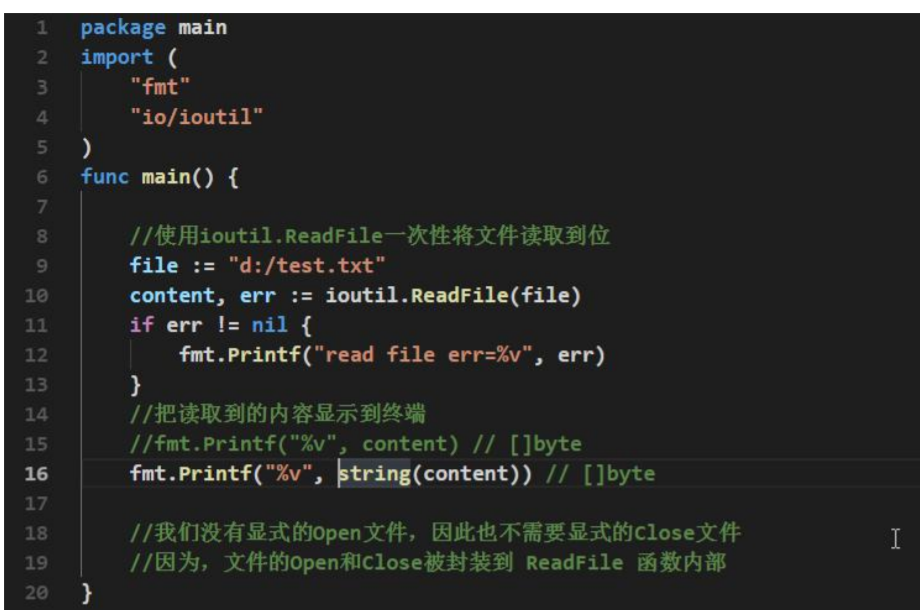 1 package main
2 import (
3 "fmt"
4 "io/ioutil"
5 )
6 func main() {
7
8 //使用ioutil.ReadFile一次性将文件读取到位
9 file := "d:/test.txt"
10 content, err := ioutil.ReadFile(file)
11 if err != nil {
12 fmt.Printf("read file err=%v", err)
13 }
14 //把读取到的内容显示到终端
15 //fmt.Printf("%v", content) // []byte
16 fmt.Printf("%v", string(content)) // []byte
17
18 //我们没有显式的Open文件，因此也不需要显式的Close文件
19 //因为，文件的Open和Close被封装到 ReadFile 函数内部
20 }